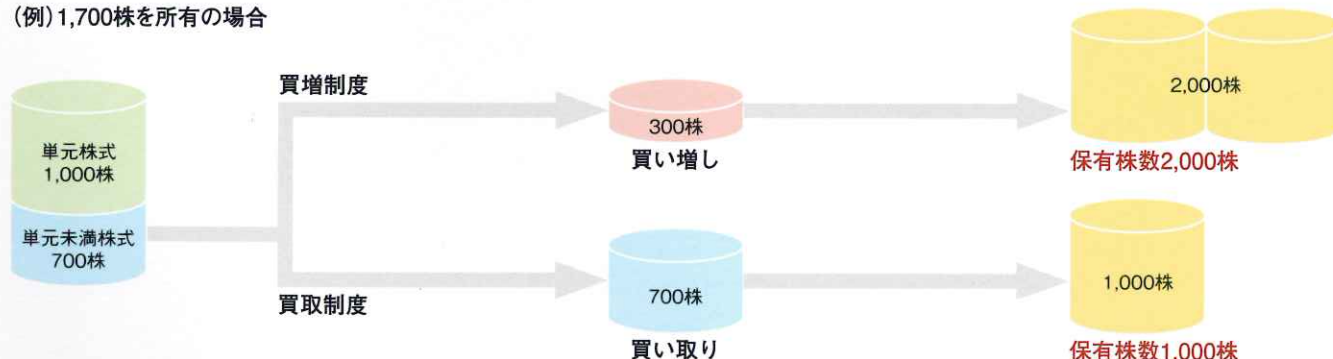 (例)1,700株を所有の場合
単元株式
1,000株
単元未満株式
700株
買増制度
300株
買い増し
2,000株
保有株数2,000株
買取制度
700株
買い取り
1,000株
保有株数1,000株